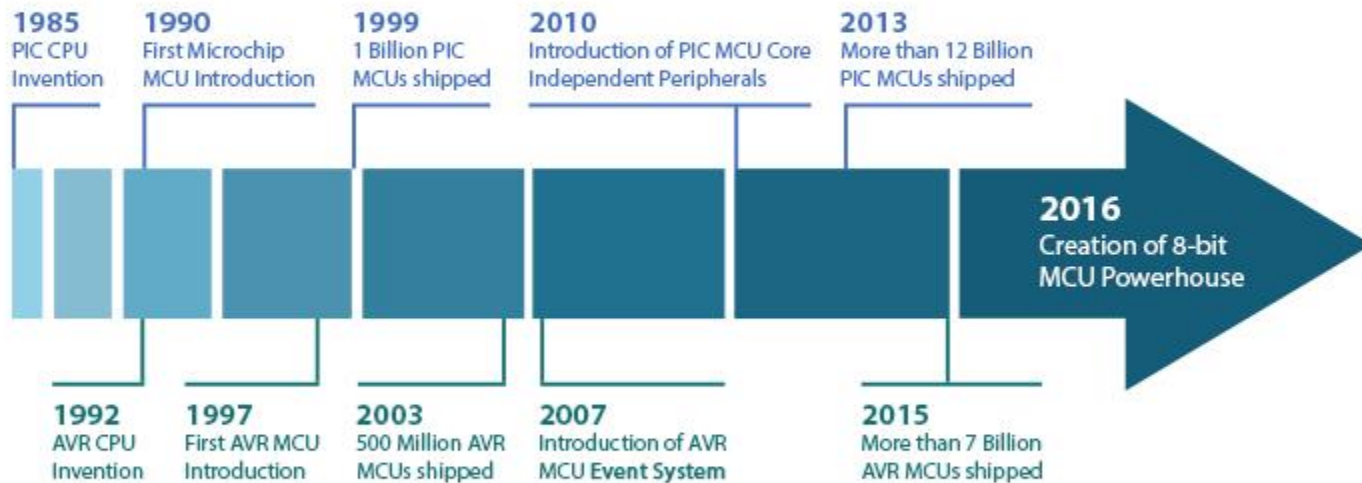 1985
PIC CPU
Invention
1990
First Microchip
MCU Introduction
1999
1 Billion PIC
MCUs shipped
2010
Introduction of PIC MCU Core
Independent Peripherals
2013
More than 12 Billion
PIC MCUs shipped
2016
Creation of 8-bit
MCU Powerhouse
1992
AVR CPU
Invention
1997
First AVR MCU
Introduction
2003
500 Million AVR
MCUs shipped
2007
Introduction of AVR
MCU Event System
2015
More than 7 Billion
AVR MCUs shipped